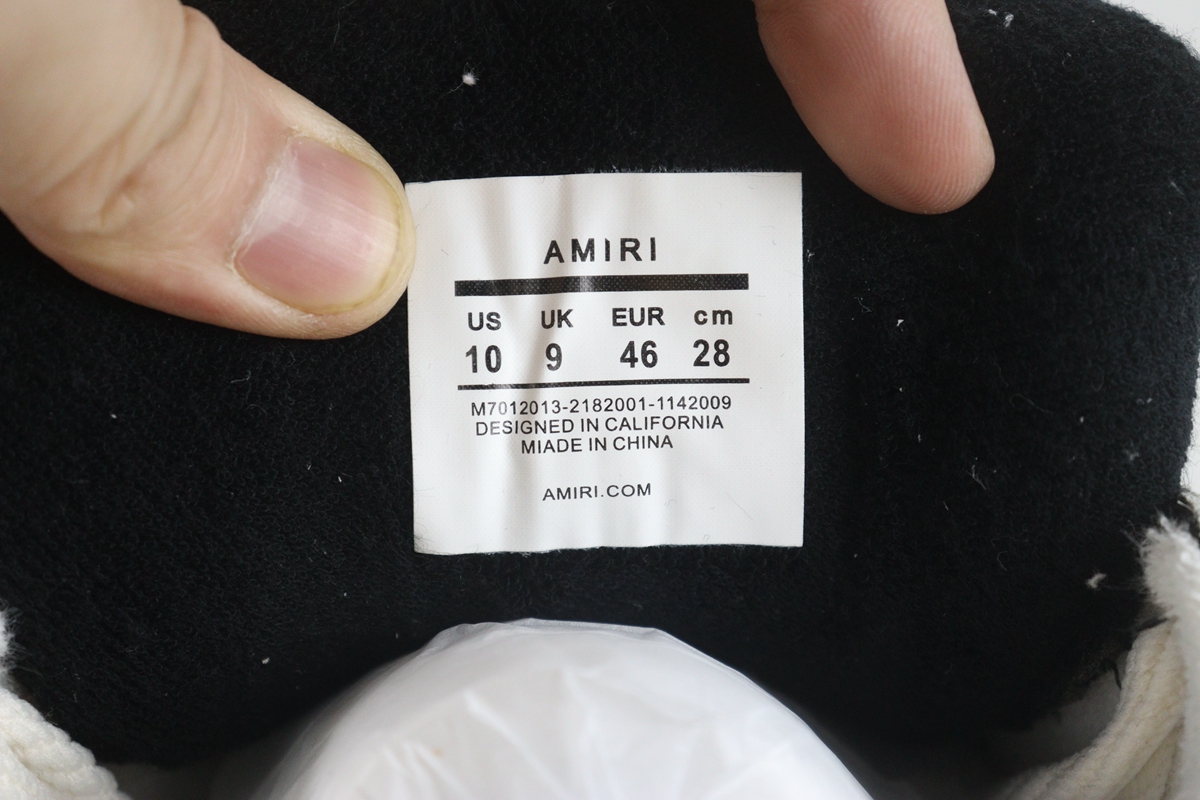 AMIRI
US UK EUR cm
10 9 46 28
M7012013-2182001-1142009
DESIGNED IN CALIFORNIA
MIADE IN CHINA
AMIRI.COM